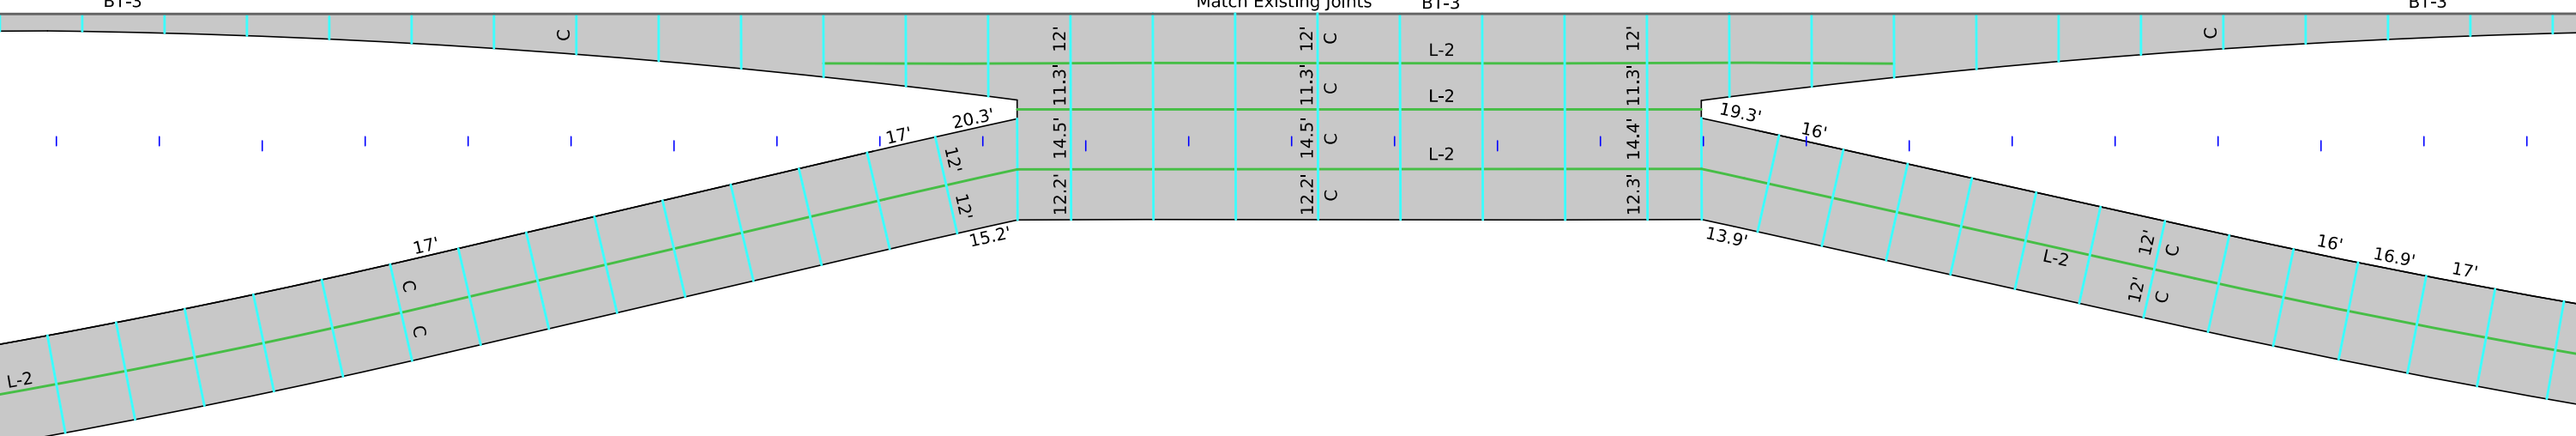 BT-3
Match Existing Joints
BT-3
BT-3
C
12'
12'
C
12'
C
L-2
11.3'
11.3'
C
11.3'
L-2
20.3'
19.3'
17'
16'
12'
14.5'
14.5'
C
14.4'
L-2
12'
12.2'
12.2'
C
12.3'
15.2'
13.9'
17'
C
C
L-2
L-2
12'
C
12'
C
16'
16.9'
17'